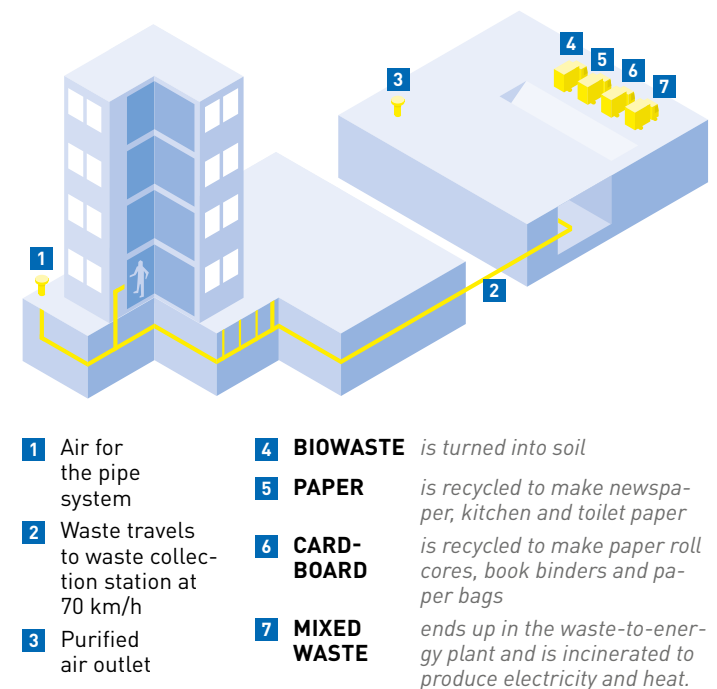 4
5
6
7
3
1
2
1 Air for
the pipe
system
2 Waste travels
to waste collec-
tion station at
70 km/h
3 Purified
air outlet
4 BIOWASTE is turned into soil
5 PAPER is recycled to make newspa-
per, kitchen and toilet paper
6 CARD- is recycled to make paper roll
BOARD cores, book binders and pa-
per bags
7 MIXED ends up in the waste-to-ener-
WASTE gy plant and is incinerated to
produce electricity and heat.